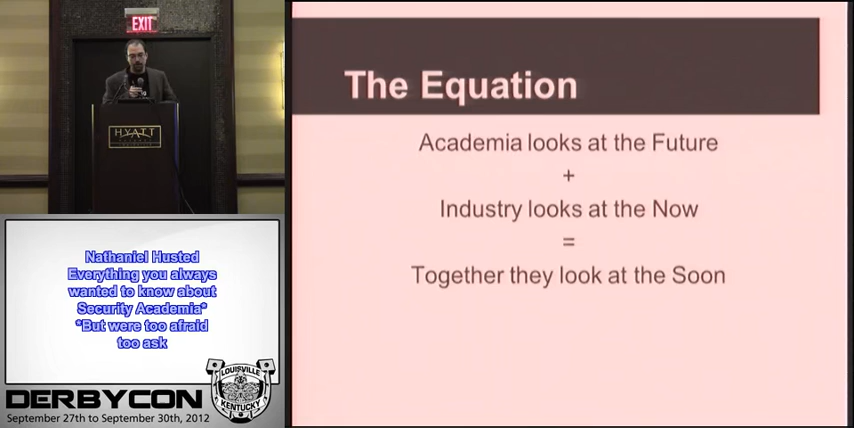 EXIT
HYATT
The Equation
Academia looks at the Future
+
Industry looks at the Now
=
Together they look at the Soon
Nathaniel Husted
Everything you always
wanted to know about
Security Academia*
*But were too afraid
too ask
LOUISVILLE
KENTUCKY
DERBYCON
September 27th to September 30th, 2012